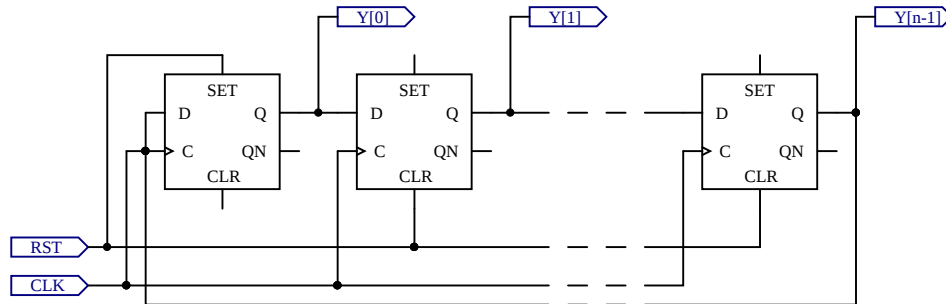 Y[0] Y[1] Y[n-1]
SET SET SET
D Q D Q D Q
C QN C QN C QN
CLR CLR CLR
RST
CLK